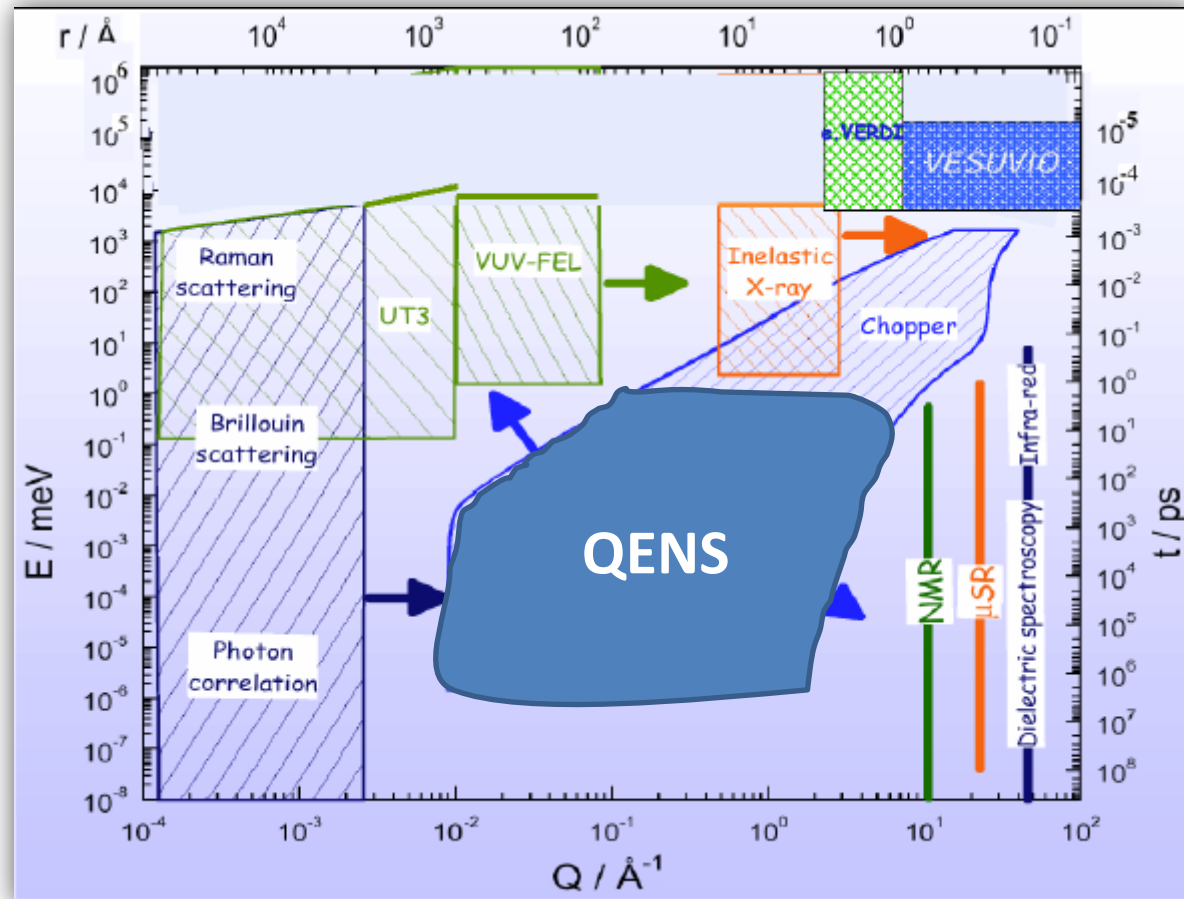 r / Å
10⁴ 10³ 10² 10¹ 10⁰ 10⁻¹
10⁶
10⁵
10⁴
10³
10²
10¹
10⁰
10⁻¹
10⁻²
10⁻³
10⁻⁴
10⁻⁵
10⁻⁶
10⁻⁷
10⁻⁸
E / meV
Raman
scattering
Brillouin
scattering
Photon
correlation
UT3
VUV-FEL
Inelastic
X-ray
Chopper
e.VERDI
VESUVIO
QENS
NMR
µSR
Dielectric spectroscopy
Infra-red
10⁻⁵
10⁻⁴
10⁻³
10⁻²
10⁻¹
10⁰
10¹
10²
10³
10⁴
10⁵
10⁶
10⁷
10⁸
t / ps
10⁻⁴ 10⁻³ 10⁻² 10⁻¹ 10⁰ 10¹ 10²
Q / Å⁻¹